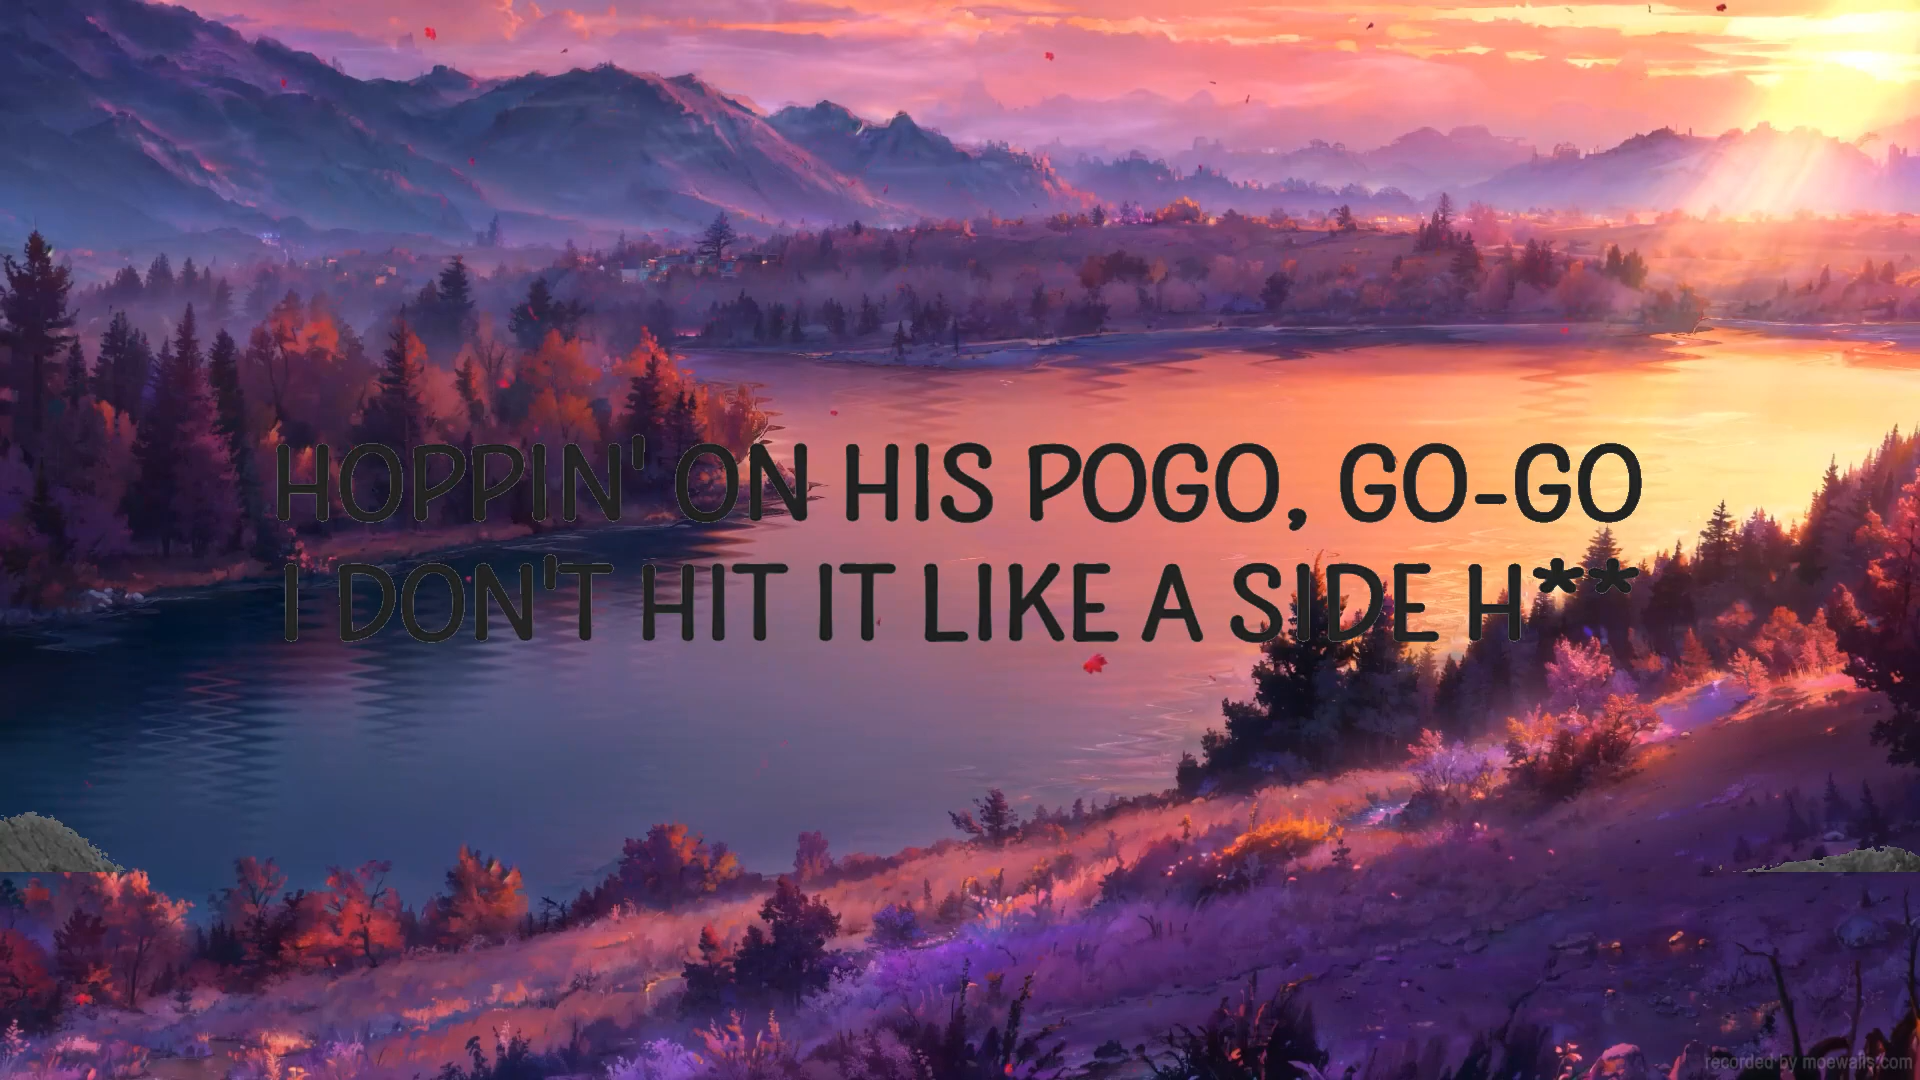 HOPPIN' ON HIS POGO, GO-GO
I DON'T HIT IT LIKE A SIDE H**
recorded by moewalls.com